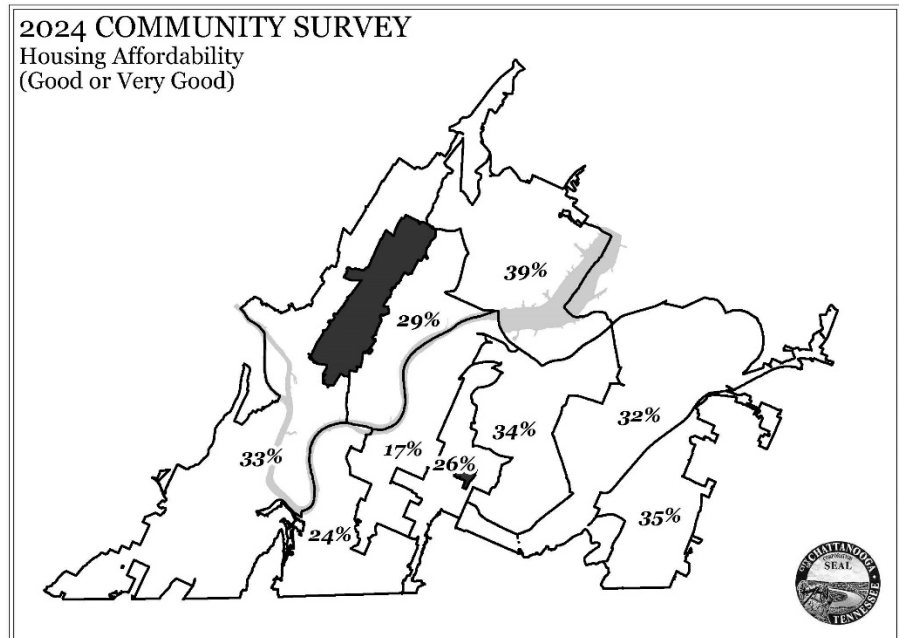 2024 COMMUNITY SURVEY
Housing Affordability
(Good or Very Good)
39%
29%
32%
34%
17%
33%
26%
35%
24%
CHATTANOOGA
CORPORATION
SEAL
TENNESSEE